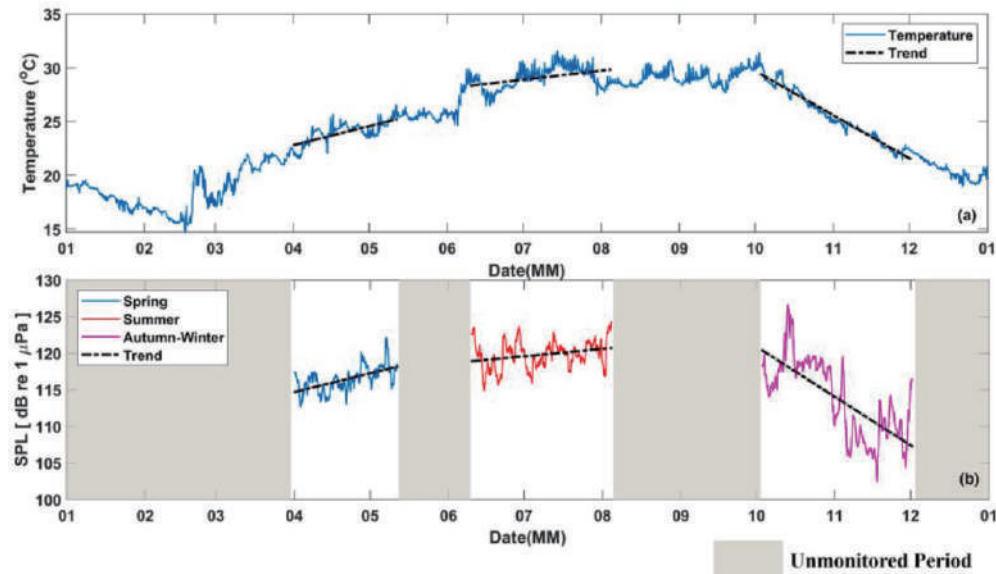 35
30
25
20
15
Temperature (°C)
Temperature
Trend
(a)
01 02 03 04 05 06 07 08 09 10 11 12 01
Date(MM)
130
125
120
115
110
105
100
SPL [ dB re 1 μPa ]
Spring
Summer
Autumn-Winter
Trend
(b)
01 02 03 04 05 06 07 08 09 10 11 12 01
Date(MM)
Unmonitored Period